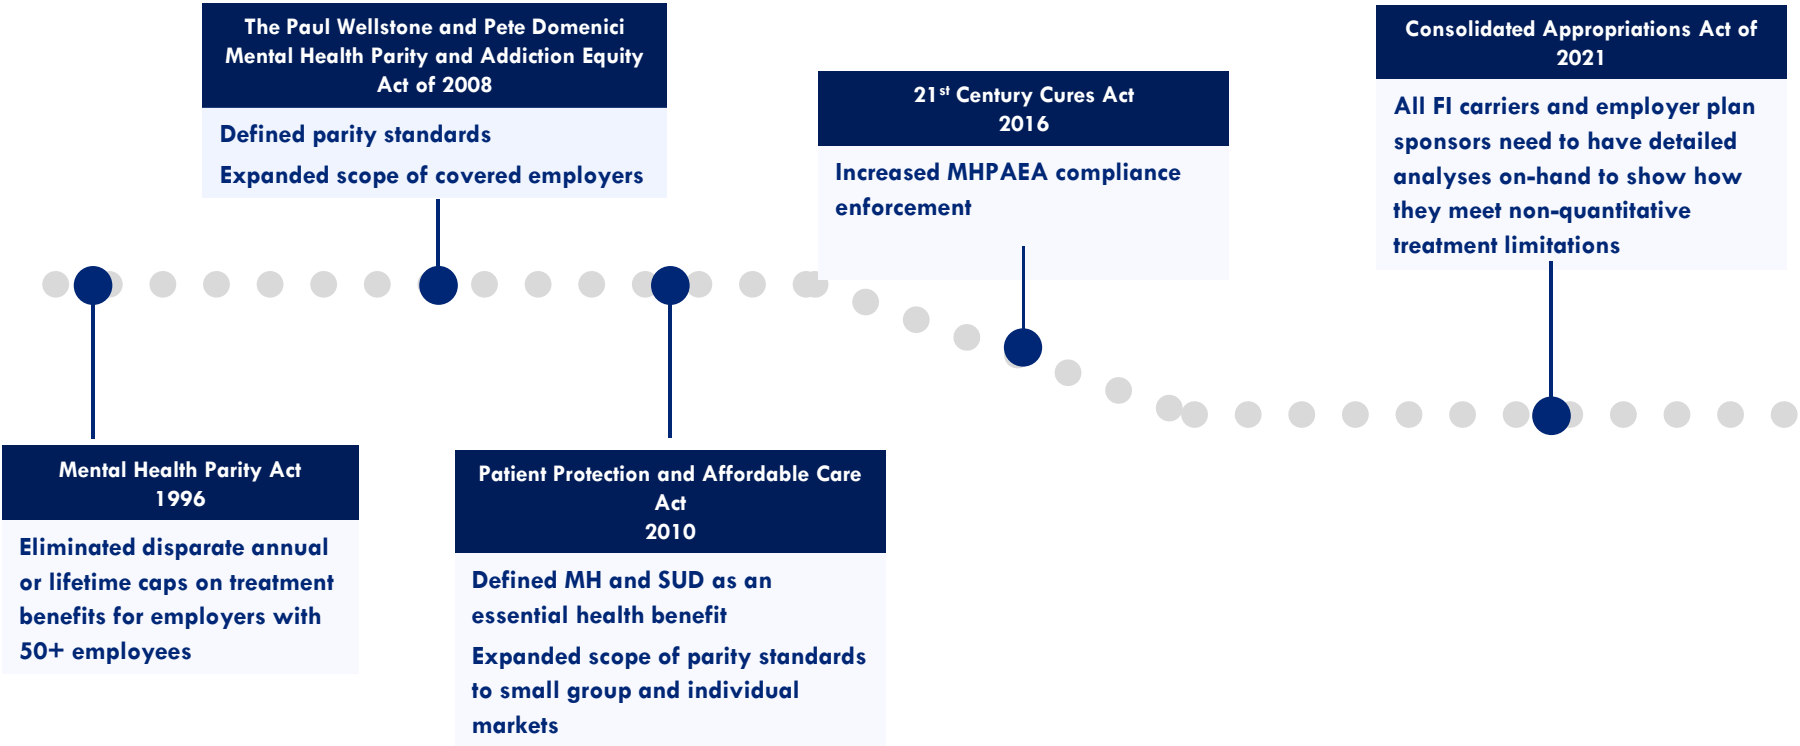 The Paul Wellstone and Pete Domenici
Mental Health Parity and Addiction Equity
Act of 2008
Defined parity standards
Expanded scope of covered employers
21st Century Cures Act
2016
Increased MHPAEA compliance
enforcement
Consolidated Appropriations Act of
2021
All FI carriers and employer plan
sponsors need to have detailed
analyses on-hand to show how
they meet non-quantitative
treatment limitations
Mental Health Parity Act
1996
Eliminated disparate annual
or lifetime caps on treatment
benefits for employers with
50+ employees
Patient Protection and Affordable Care
Act
2010
Defined MH and SUD as an
essential health benefit
Expanded scope of parity standards
to small group and individual
markets